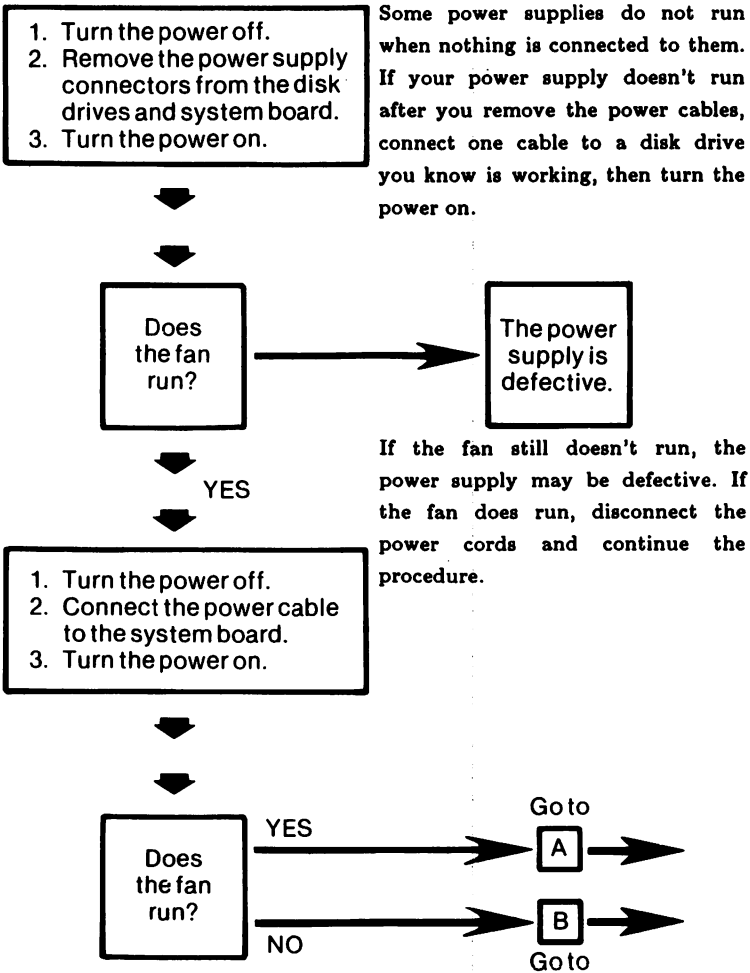 1. Turn the power off.
2. Remove the power supply
connectors from the disk
drives and system board.
3. Turn the power on.
Some power supplies do not run
when nothing is connected to them.
If your power supply doesn't run
after you remove the power cables,
connect one cable to a disk drive
you know is working, then turn the
power on.
Does
the fan
run?
The power
supply is
defective.
YES
If the fan still doesn't run, the
power supply may be defective. If
the fan does run, disconnect the
power cords and continue the
procedure.
1. Turn the power off.
2. Connect the power cable
to the system board.
3. Turn the power on.
Does
the fan
run?
YES
Go to
A
NO
B
Go to